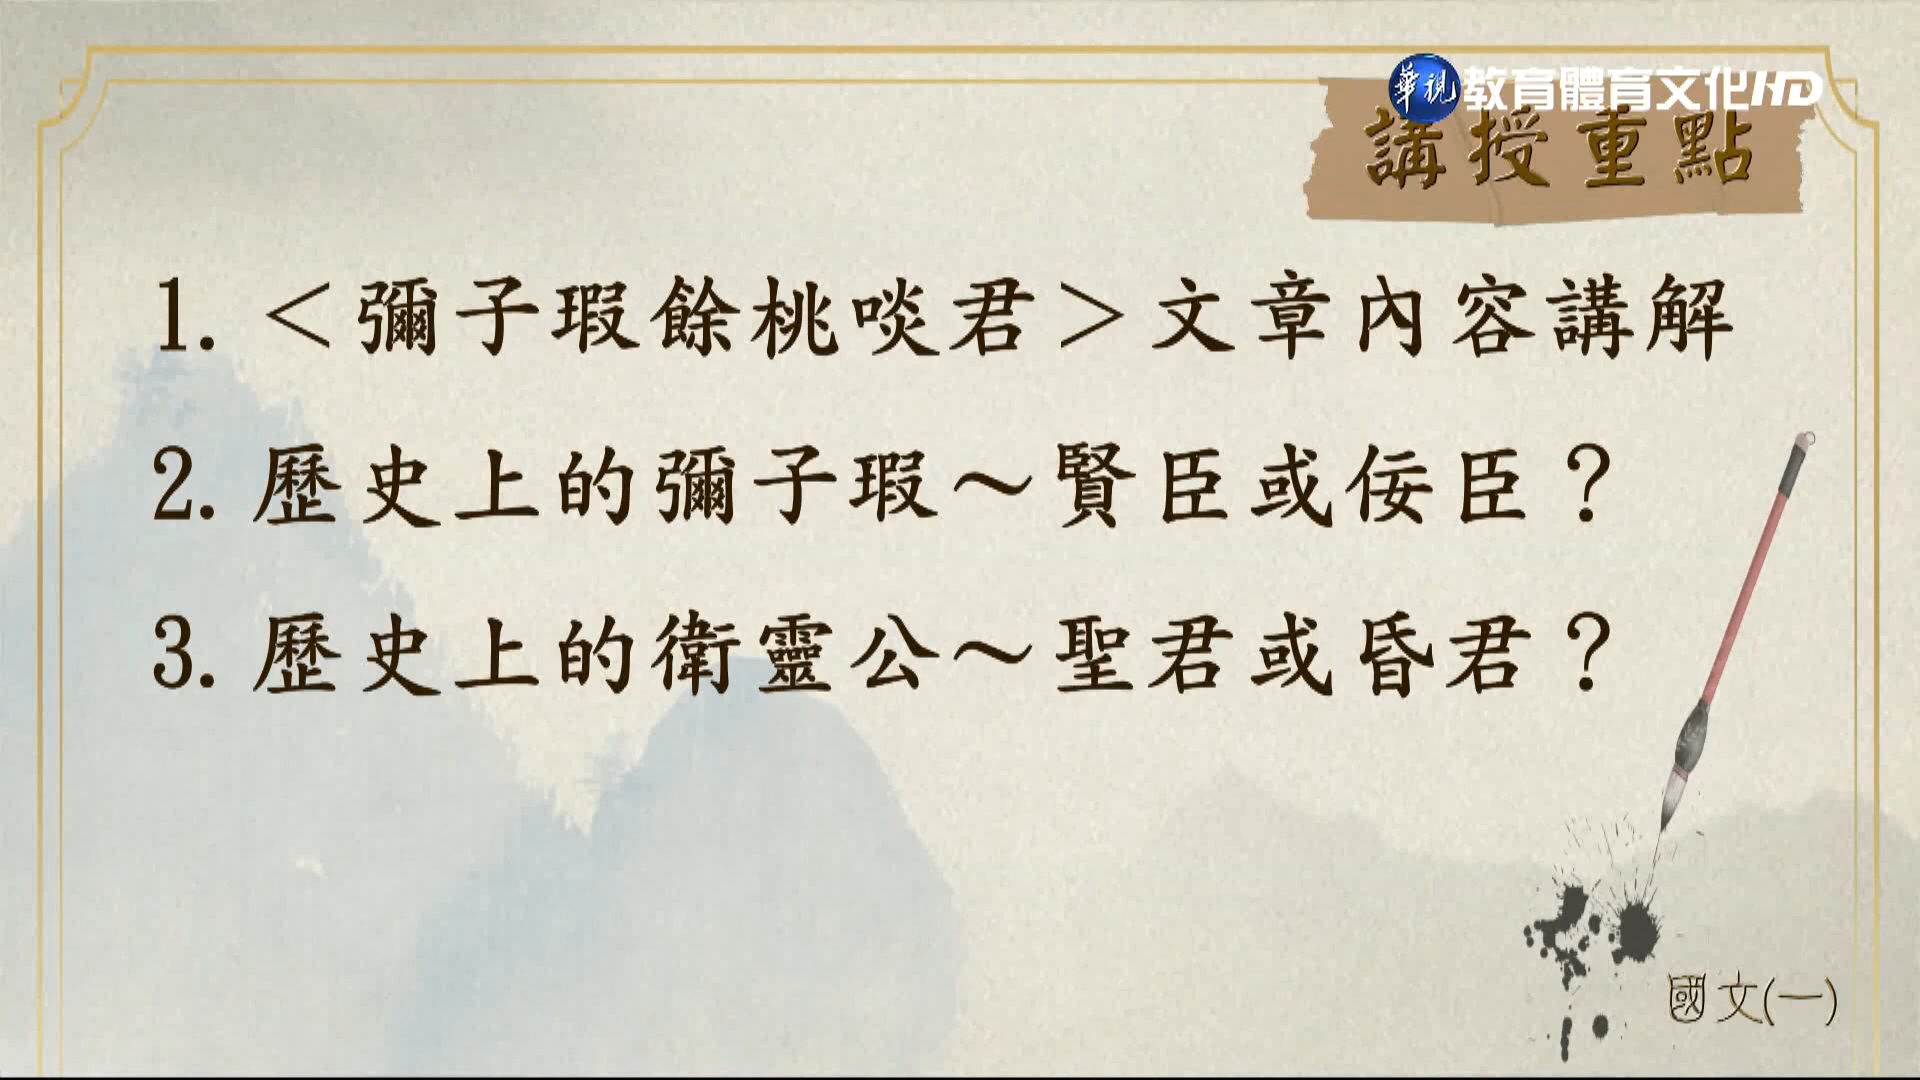 華視 教育體育文化HD
講授重點
1.＜彌子瑕餘桃啖君＞文章內容講解
2.歷史上的彌子瑕～賢臣或佞臣？
3.歷史上的衛靈公～聖君或昏君？
國文(一)